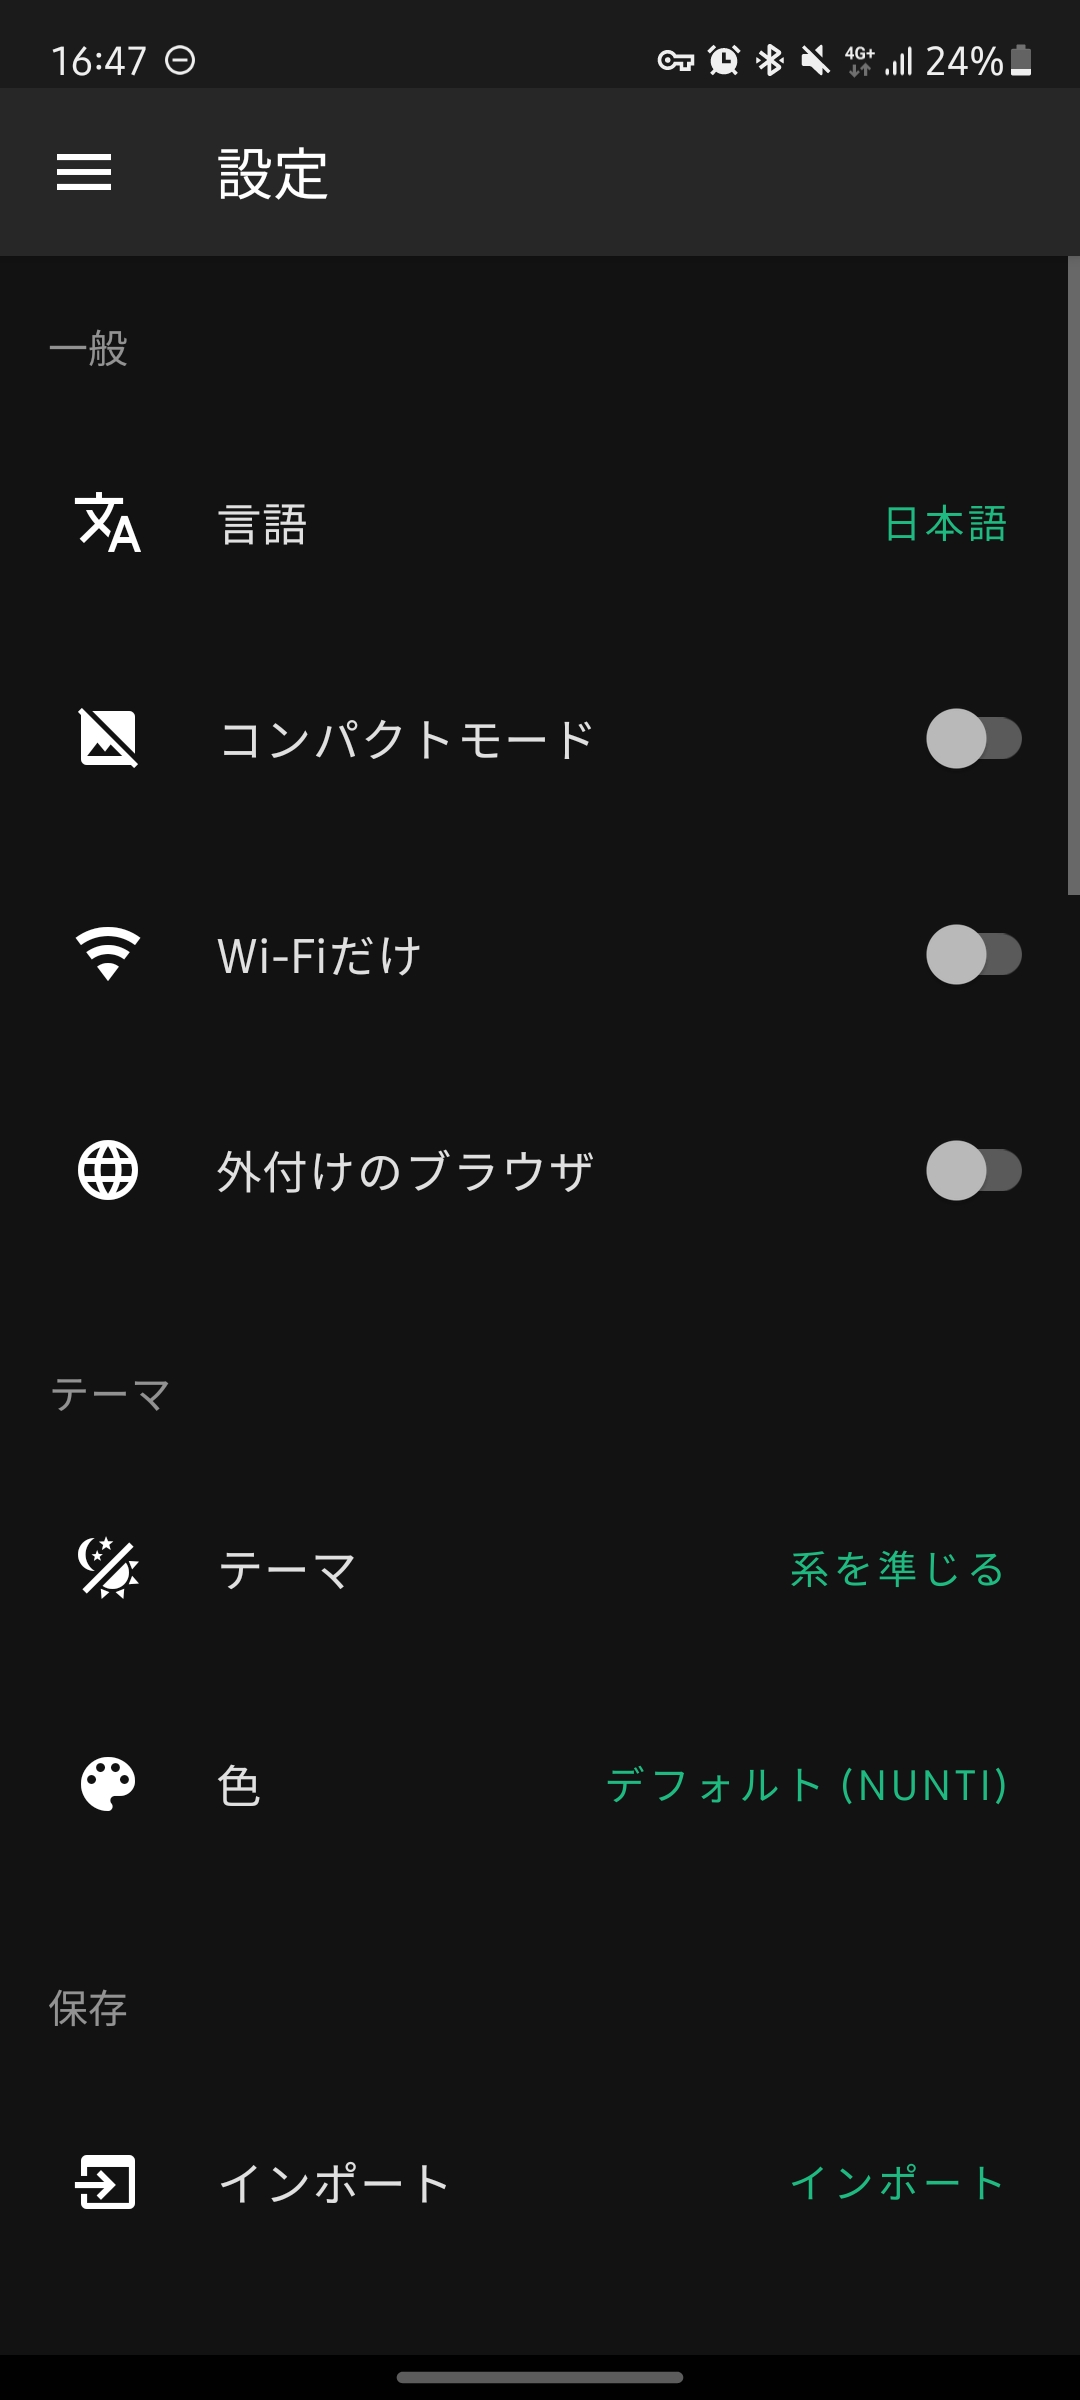 16:47 4G+ 24%
設定
一般
言語 日本語
コンパクトモード
Wi-Fiだけ
外付けのブラウザ
テーマ
テーマ 系を準じる
色 デフォルト (NUNTI)
保存
インポート インポート